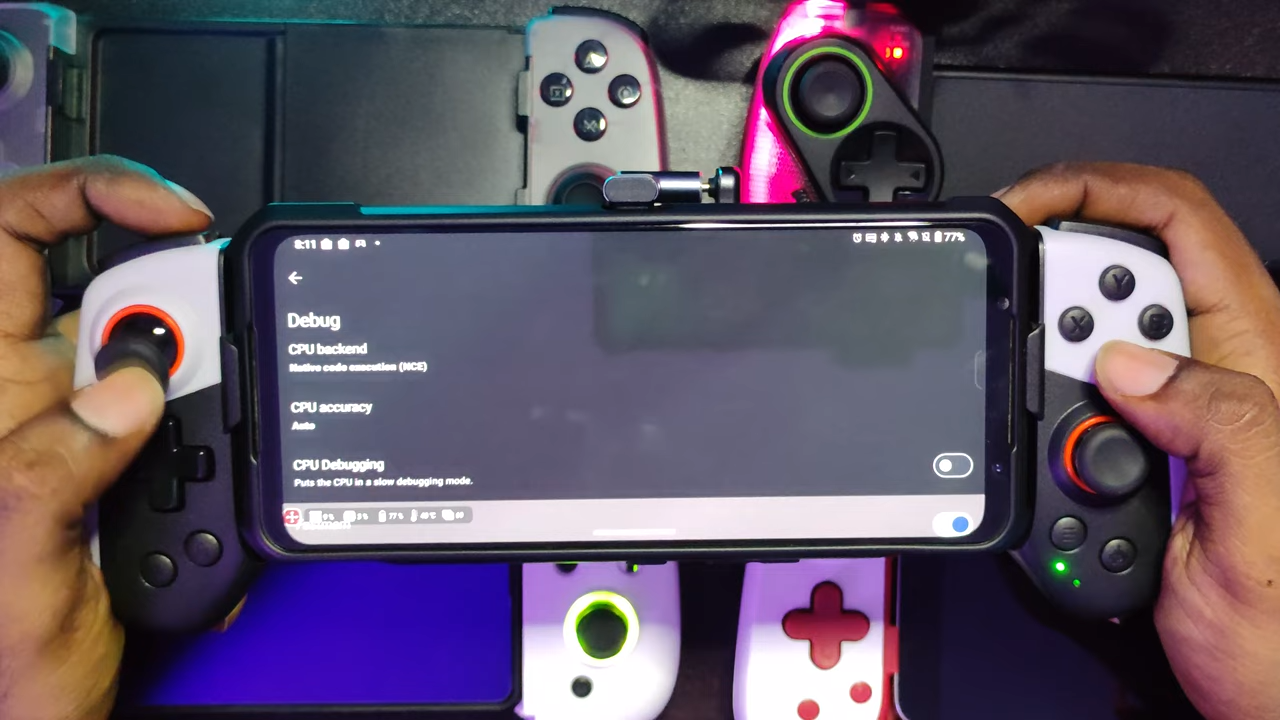 8:11
77%
Debug
CPU backend
Native code execution (NCE)
CPU accuracy
Auto
CPU Debugging
Puts the CPU in a slow debugging mode.
77%
Y
X